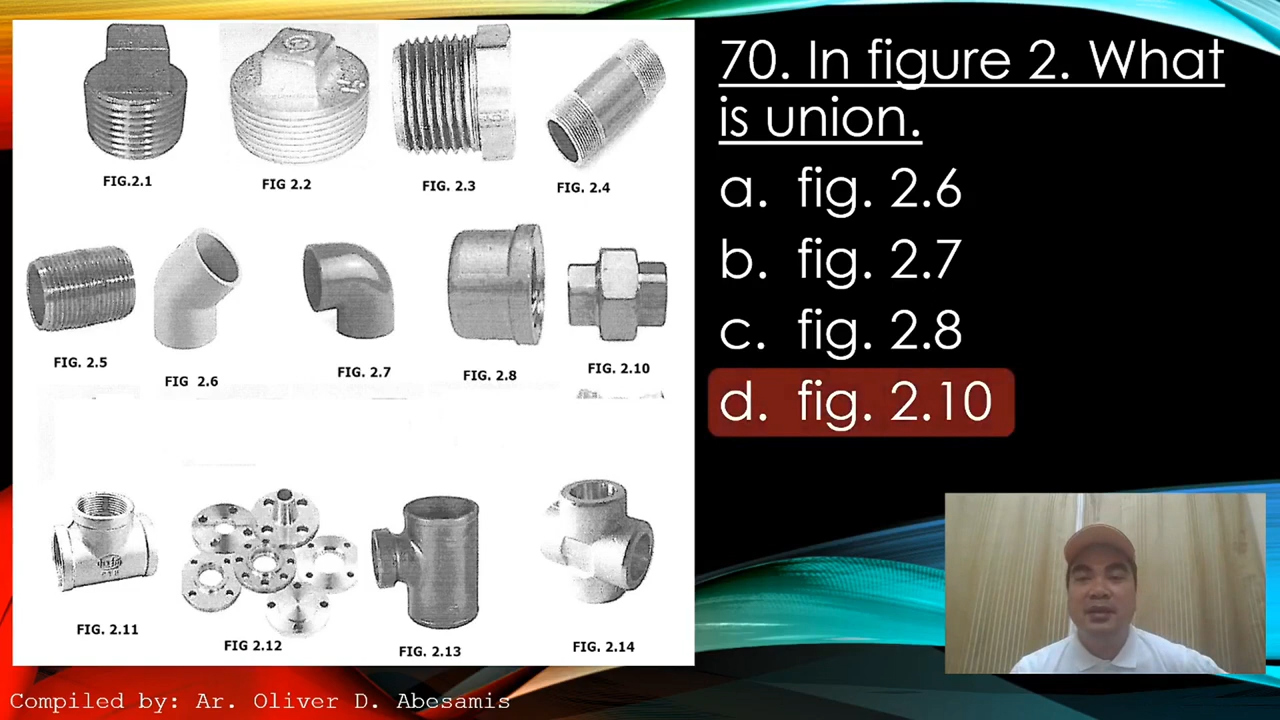 70. In figure 2. What
is union.
a. fig. 2.6
b. fig. 2.7
c. fig. 2.8
d. fig. 2.10
FIG.2.1
FIG 2.2
FIG. 2.3
FIG. 2.4
FIG. 2.5
FIG 2.6
FIG. 2.7
FIG. 2.8
FIG. 2.10
FIG. 2.11
FIG 2.12
FIG. 2.13
FIG. 2.14
Compiled by: Ar. Oliver D. Abesamis